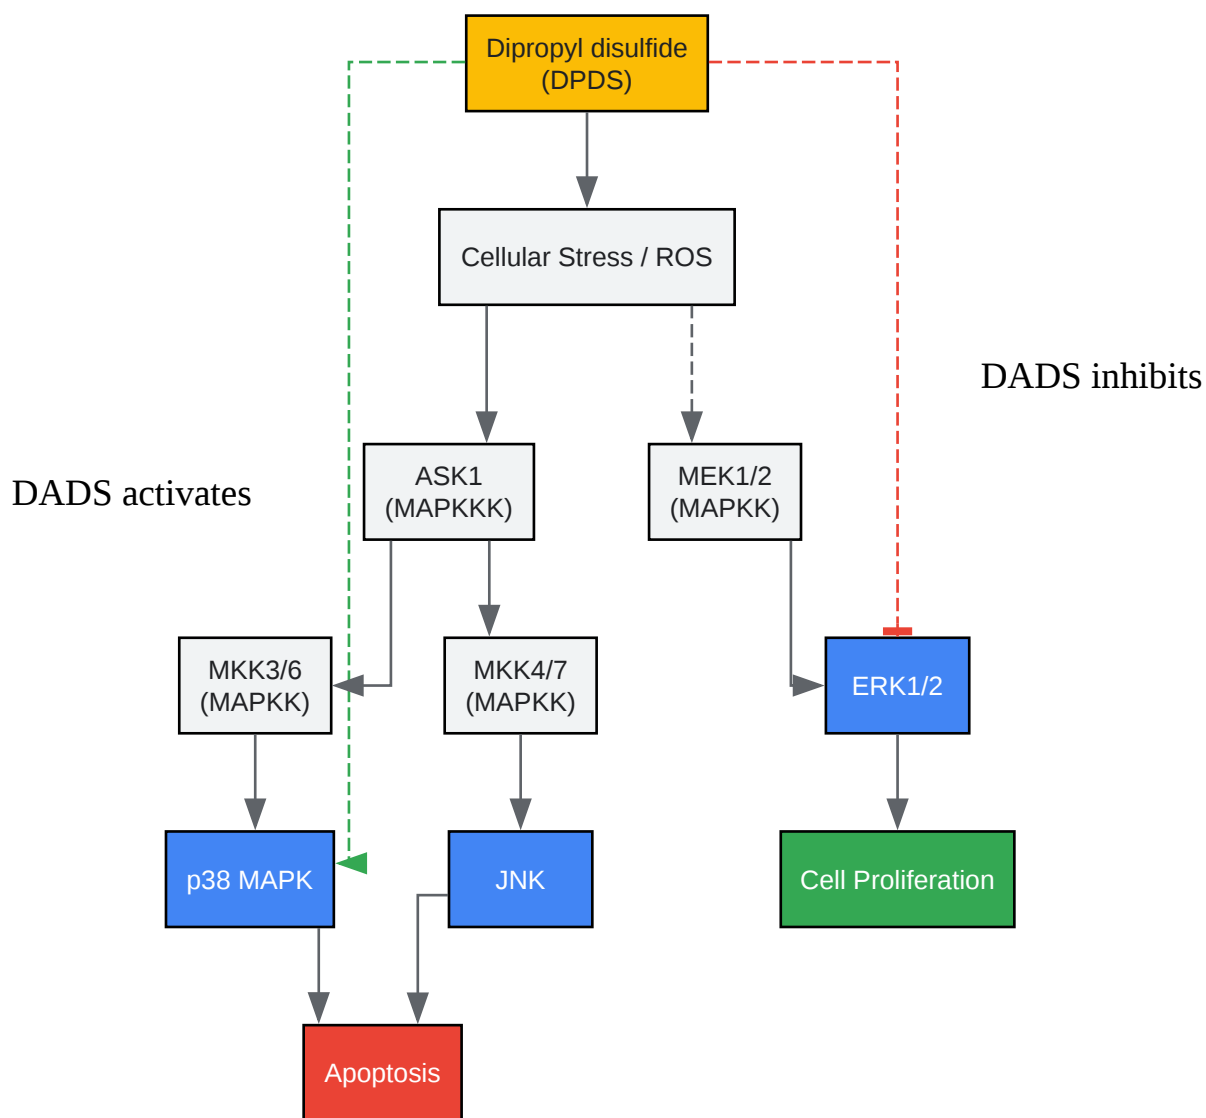 Dipropyl disulfide
(DPDS)
Cellular Stress / ROS
DADS inhibits
ASK1
(MAPKKK)
MEK1/2
(MAPKK)
DADS activates
MKK3/6
(MAPKK)
MKK4/7
(MAPKK)
ERK1/2
p38 MAPK
JNK
Cell Proliferation
Apoptosis